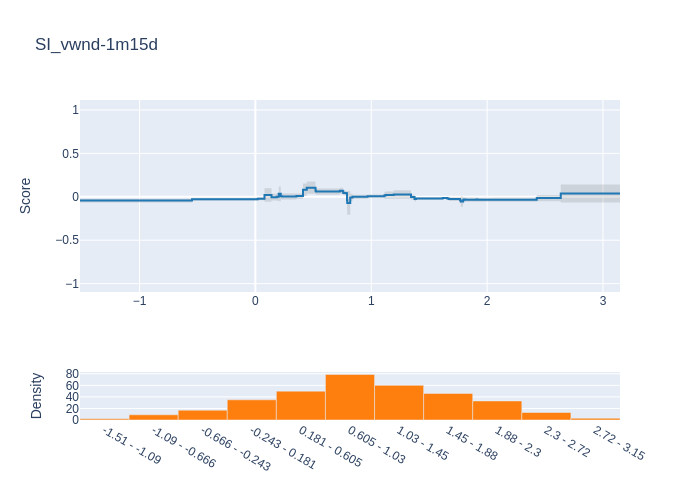 SI_vwnd-1m15d
Score
1
0.5
0
−0.5
−1
−1
0
1
2
3
Density
80
60
40
20
0
-1.51 - -1.09
-1.09 - -0.666
-0.666 - -0.243
-0.243 - 0.181
0.181 - 0.605
0.605 - 1.03
1.03 - 1.45
1.45 - 1.88
1.88 - 2.3
2.3 - 2.72
2.72 - 3.15